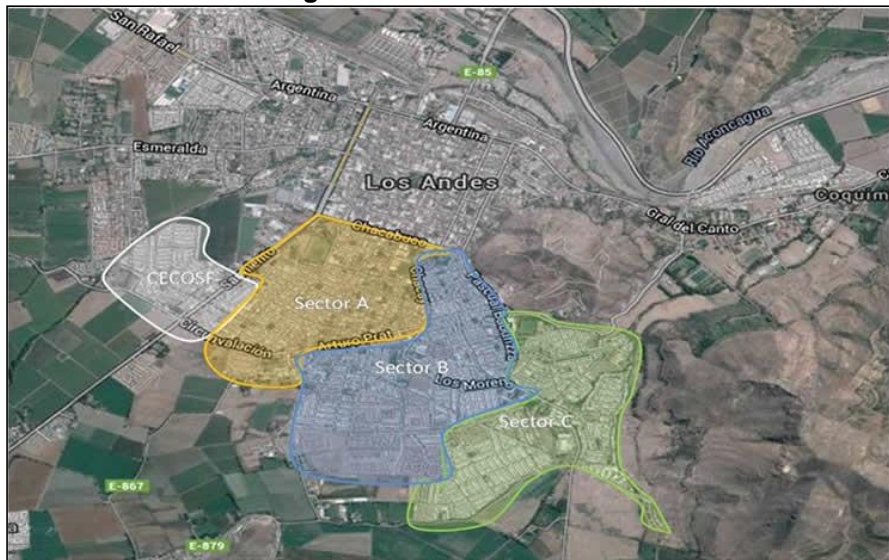 San Rafael
E-85
Argentina
Argentina
Río Aconcagua
Esmeralda
Los Andes
Coquim
Gral del Canto
Chacabuco
CECOSF
Sector A
Circunvalación
Arturo Prat
Sector B
Los Morero
Sector C
E-867
E-879